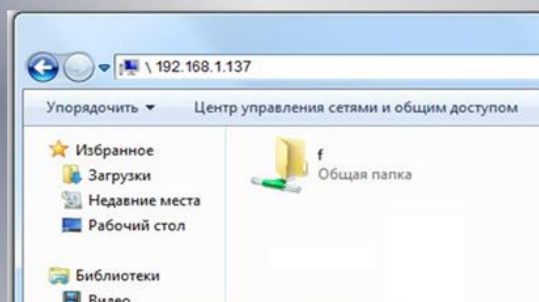 \ 192.168.1.137
Упорядочить Центр управления сетями и общим доступом
Избранное
Загрузки
Недавние места
Рабочий стол
Библиотеки
Видео
f
Общая папка